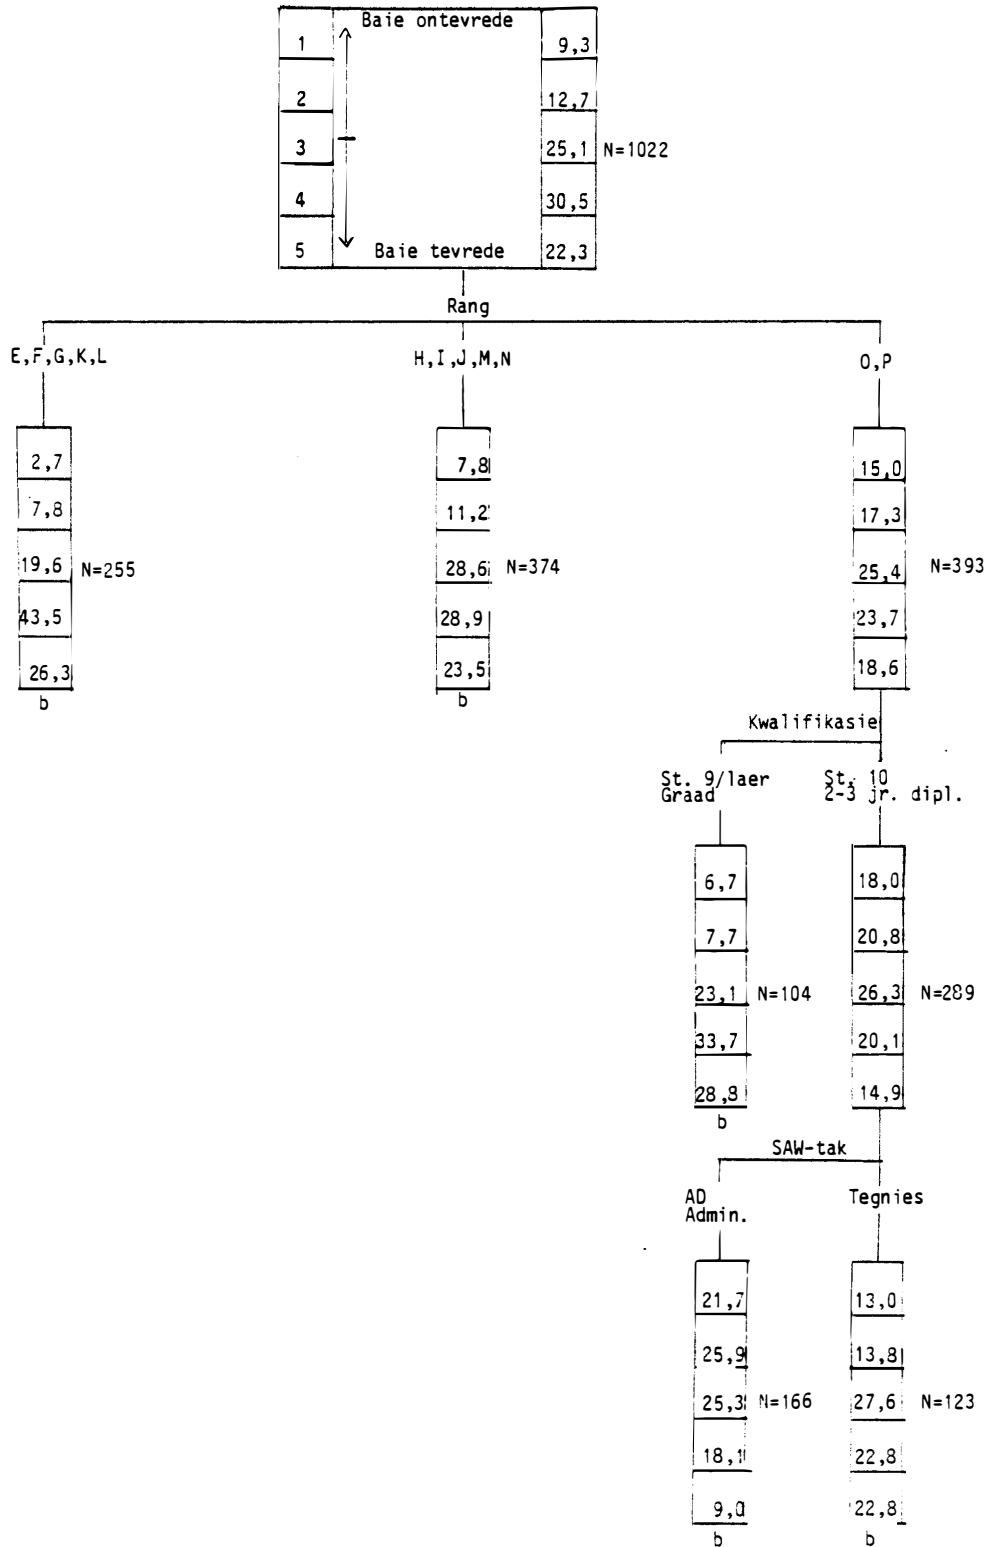 Baie ontevrede
1 9,3
2 12,7
3 25,1 N=1022
4 30,5
5 Baie tevrede 22,3
Rang
E,F,G,K,L H,I,J,M,N O,P
2,7 7,8 15,0
7,8 11,2 17,3
19,6 N=255 28,6 N=374 25,4 N=393
43,5 28,9 23,7
26,3 23,5 18,6
b b
Kwalifikasie
St. 9/laer St. 10
Graad 2-3 jr. dipl.
6,7 18,0
7,7 20,8
23,1 N=104 26,3 N=289
33,7 20,1
28,8 14,9
b
SAW-tak
AD Tegnies
Admin.
21,7 13,0
25,9 13,8
25,3 N=166 27,6 N=123
18,1 22,8
9,0 22,8
b b